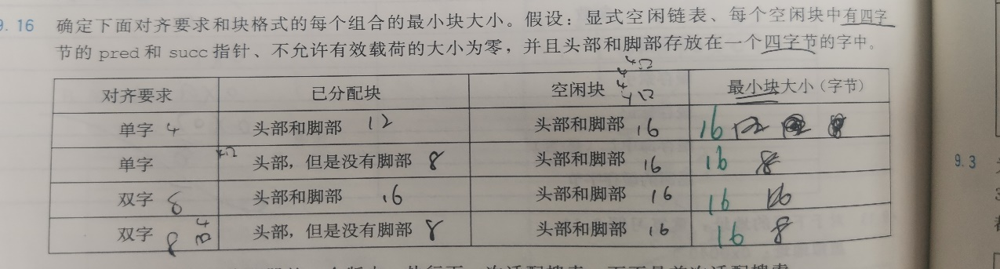 9.16 确定下面对齐要求和块格式的每个组合的最小块大小。假设：显式空闲链表、每个空闲块中有四字
节的 pred 和 succ 指针、不允许有效载荷的大小为零，并且头部和脚部存放在一个四字节的字中。
对齐要求 已分配块 空闲块 最小块大小（字节）
单字 4 头部和脚部 12 头部和脚部 16 16
单字 头部，但是没有脚部 8 头部和脚部 16 16 8
双字 8 头部和脚部 16 头部和脚部 16 16
双字 8 头部，但是没有脚部 8 头部和脚部 16 16 8
9.3